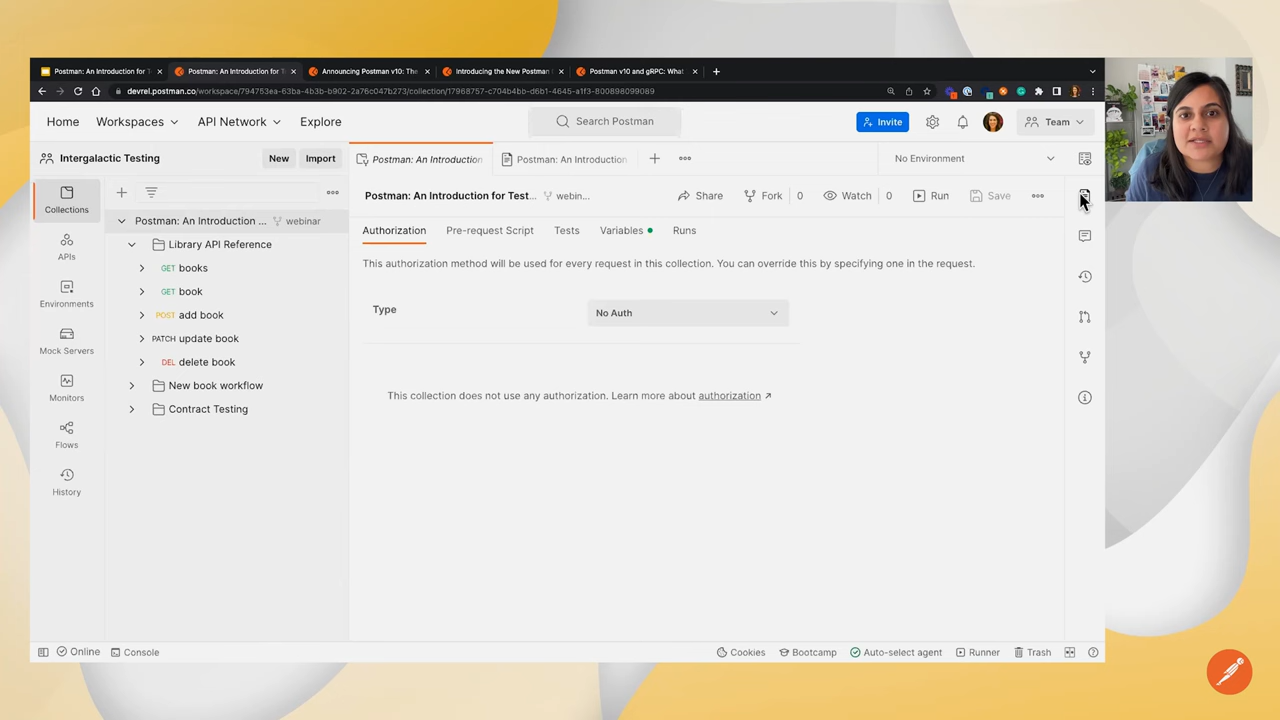 Postman: An Introduction for T
Postman: An Introduction for T
Announcing Postman v10: The
Introducing the New Postman
Postman v10 and gRPC: What
devrel.postman.co/workspace/794753ea-63ba-4b3b-b902-2a76c047b273/collection/17968757-c704b4bb-d6b1-4645-a1f3-800898099089
Home
Workspaces
API Network
Explore
Search Postman
Invite
Team
Intergalactic Testing
New
Import
Postman: An Introduction
Postman: An Introduction
No Environment
Collections
APIs
Environments
Mock Servers
Monitors
Flows
History
Postman: An Introduction ...
webinar
Library API Reference
GET books
GET book
POST add book
PATCH update book
DEL delete book
New book workflow
Contract Testing
Postman: An Introduction for Test...
webin...
Share
Fork
0
Watch
0
Run
Save
Authorization
Pre-request Script
Tests
Variables
Runs
This authorization method will be used for every request in this collection. You can override this by specifying one in the request.
Type
No Auth
This collection does not use any authorization. Learn more about authorization
Online
Console
Cookies
Bootcamp
Auto-select agent
Runner
Trash